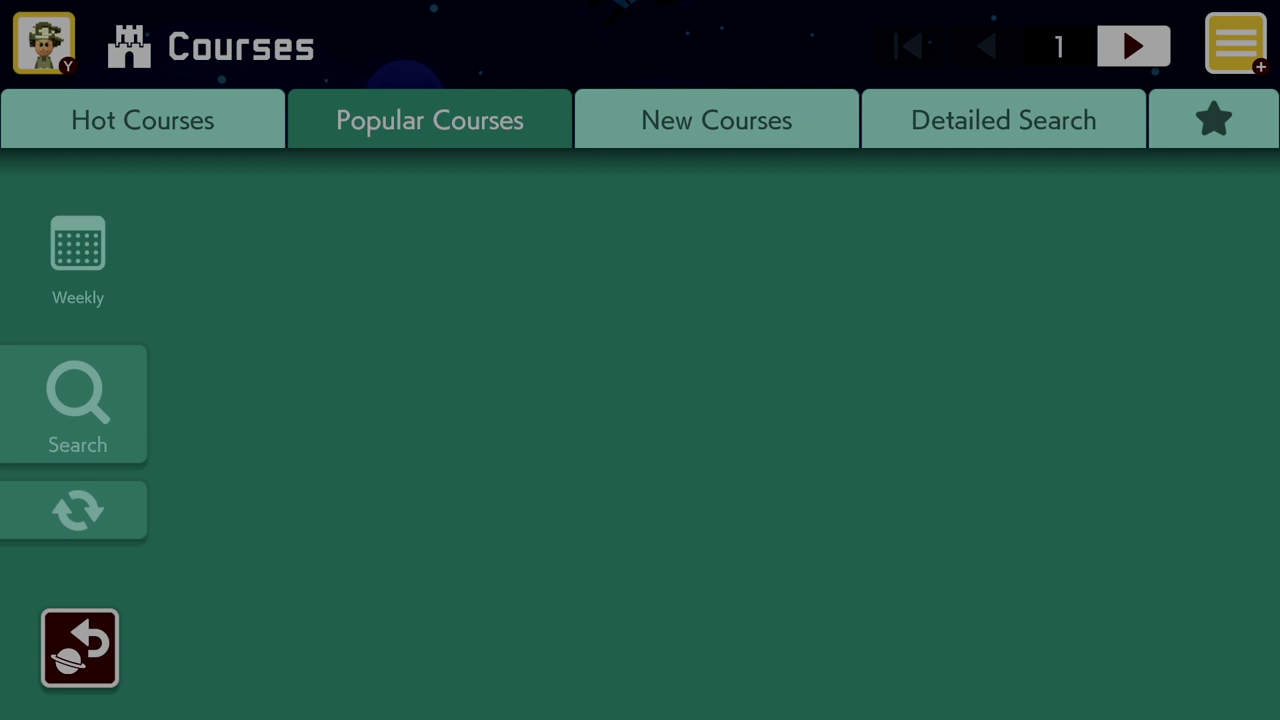 Y
Courses
1
+
Hot Courses
Popular Courses
New Courses
Detailed Search
Weekly
Search